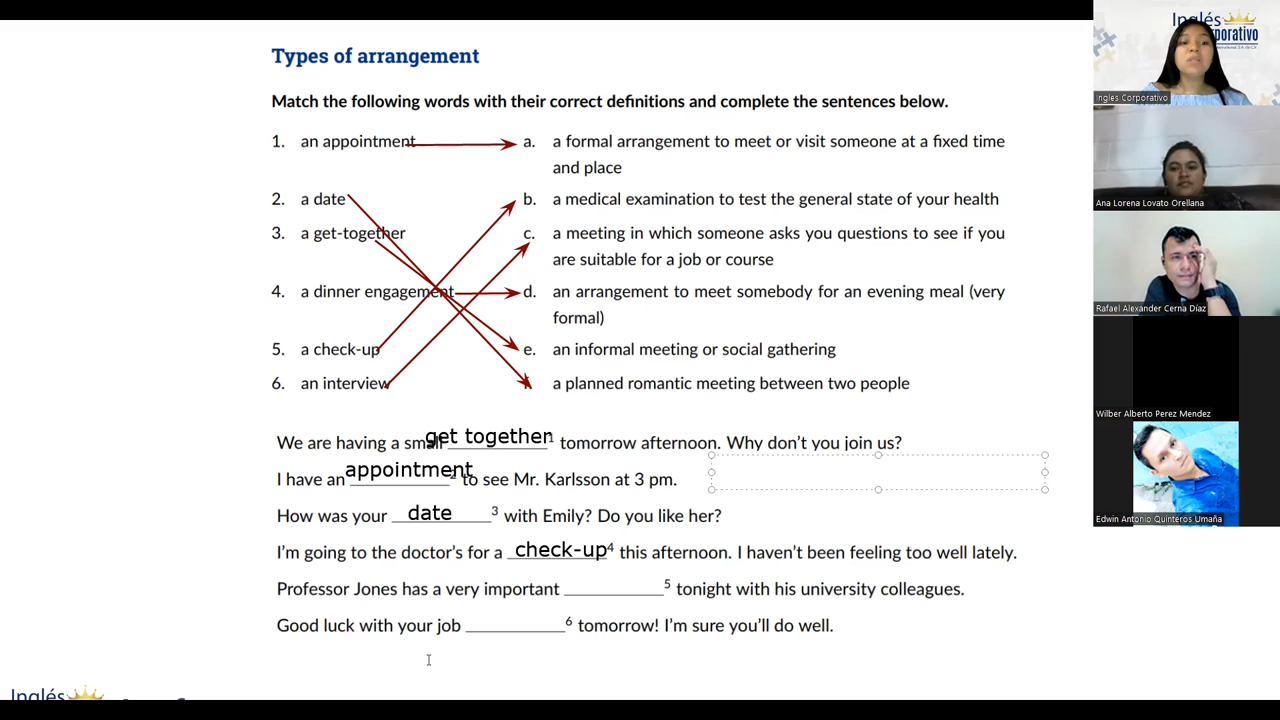 Types of arrangement
Match the following words with their correct definitions and complete the sentences below.
1. an appointment
a. a formal arrangement to meet or visit someone at a fixed time
and place
2. a date
b. a medical examination to test the general state of your health
3. a get-together
c. a meeting in which someone asks you questions to see if you
are suitable for a job or course
4. a dinner engagement
d. an arrangement to meet somebody for an evening meal (very
formal)
5. a check-up
e. an informal meeting or social gathering
6. an interview
a planned romantic meeting between two people
We are having a small get together 1 tomorrow afternoon. Why don't you join us?
I have an appointment 2 to see Mr. Karlsson at 3 pm.
How was your date 3 with Emily? Do you like her?
I'm going to the doctor's for a check-up 4 this afternoon. I haven't been feeling too well lately.
Professor Jones has a very important ___________ 5 tonight with his university colleagues.
Good luck with your job ___________ 6 tomorrow! I'm sure you'll do well.
Inglés
Inglés
Ingles Corporativo
Ana Lorena Lovato Orellana
Rafael Alexander Cerna Díaz
Wilber Alberto Perez Mendez
Edwin Antonio Quinteros Umaña